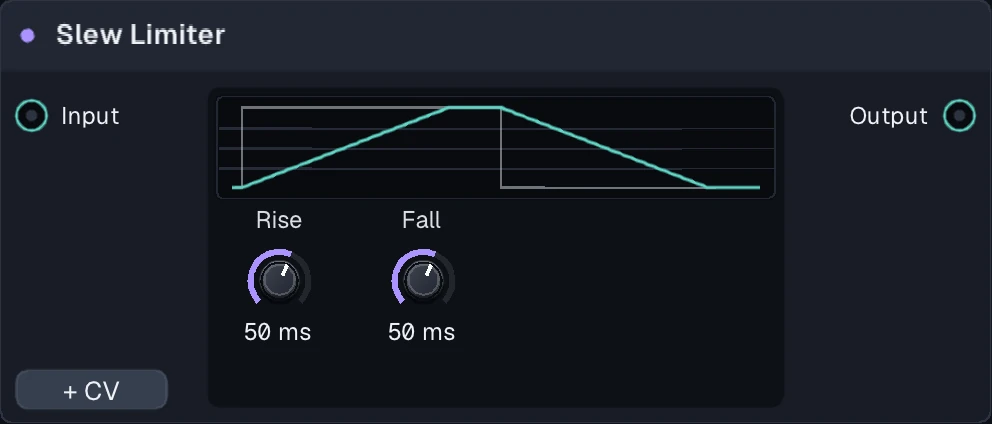 Slew Limiter
Input
Output
Rise
Fall
50 ms
50 ms
+ CV